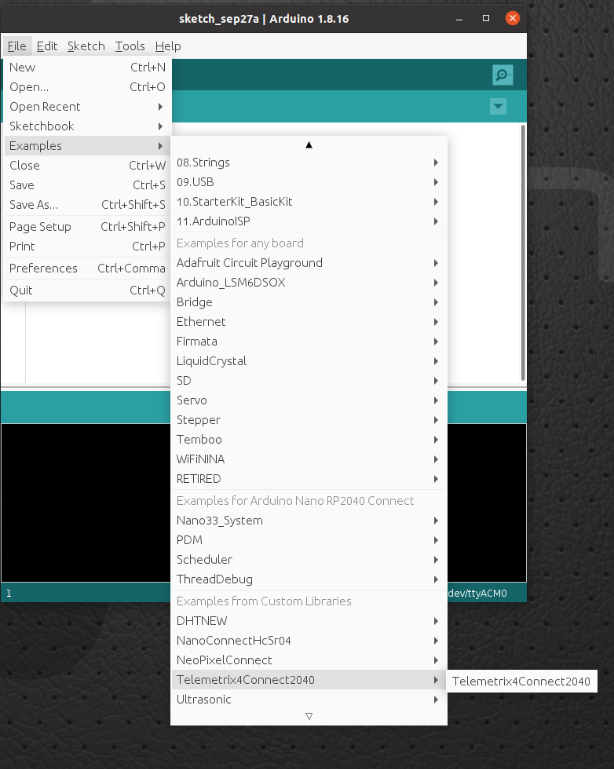 sketch_sep27a | Arduino 1.8.16
File Edit Sketch Tools Help
New Ctrl+N
Open... Ctrl+O
Open Recent
Sketchbook
Examples
Close Ctrl+W
Save Ctrl+S
Save As... Ctrl+Shift+S
Page Setup Ctrl+Shift+P
Print Ctrl+P
Preferences Ctrl+Comma
Quit Ctrl+Q
08.Strings
09.USB
10.StarterKit_BasicKit
11.ArduinoISP
Examples for any board
Adafruit Circuit Playground
Arduino_LSM6DSOX
Bridge
Ethernet
Firmata
LiquidCrystal
SD
Servo
Stepper
Temboo
WiFiNINA
RETIRED
Examples for Arduino Nano RP2040 Connect
Nano33_System
PDM
Scheduler
ThreadDebug
Examples from Custom Libraries
DHTNEW
NanoConnectHcSr04
NeoPixelConnect
Telemetrix4Connect2040
Ultrasonic
Telemetrix4Connect2040
1 dev/ttyACM0